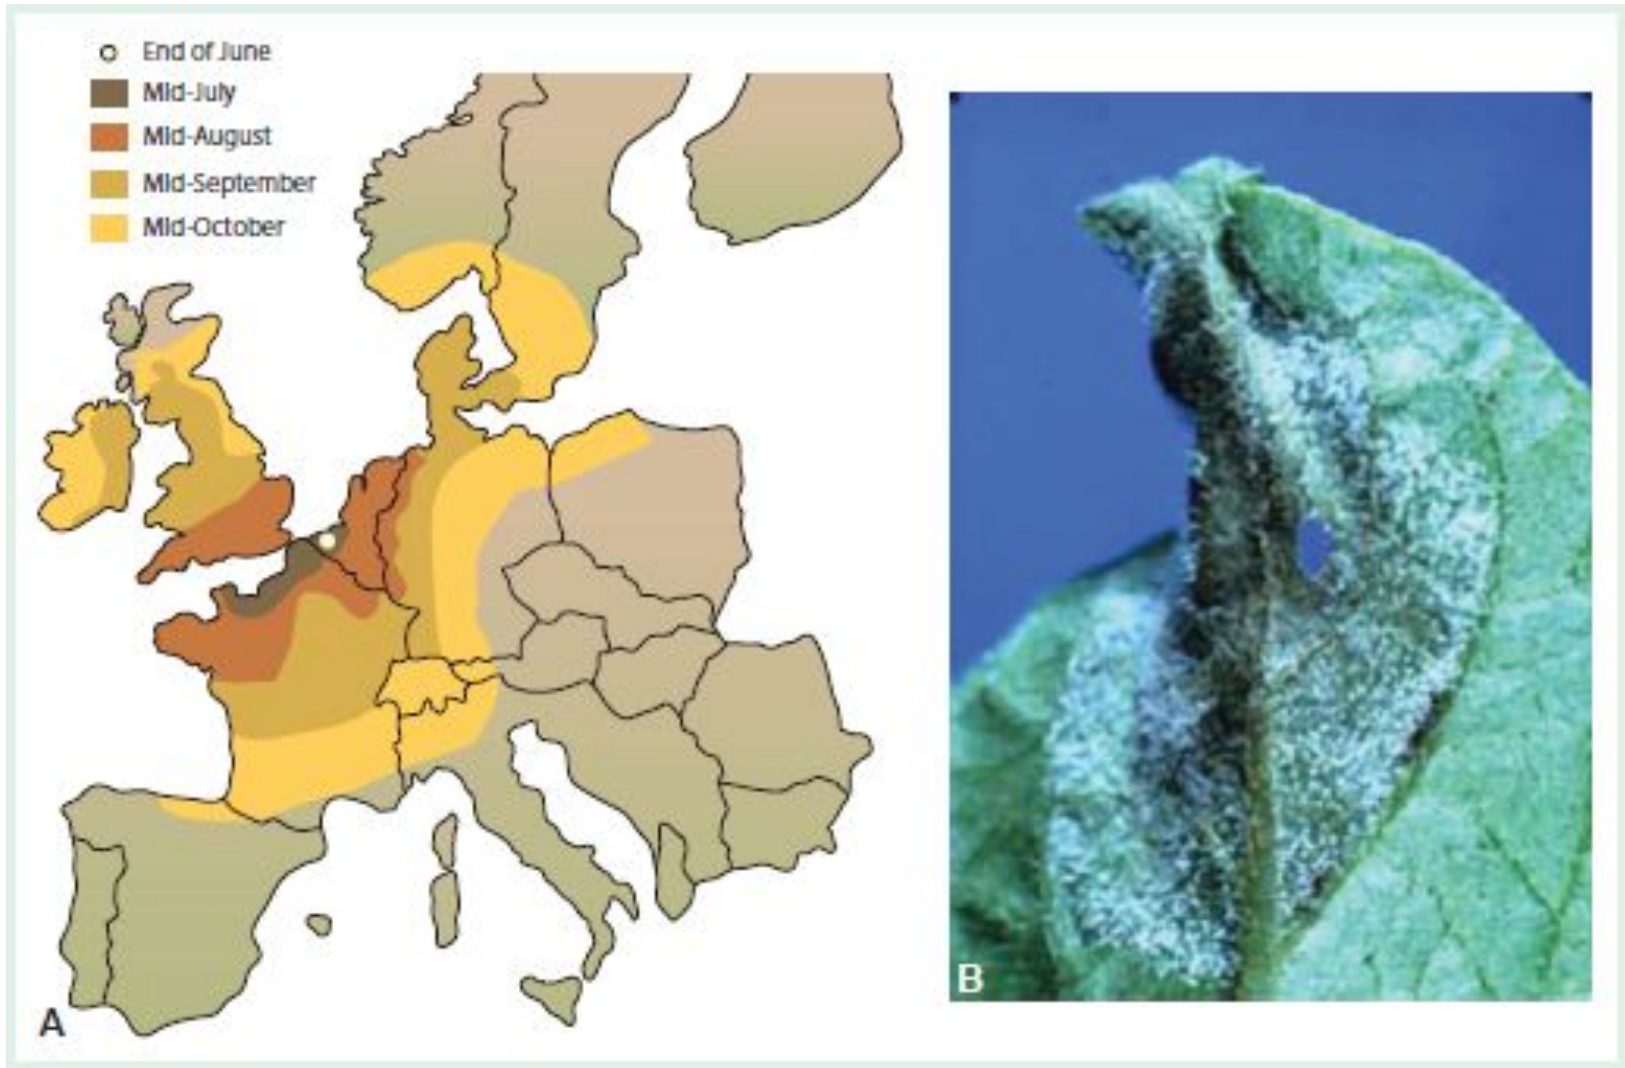 End of June
Mid-July
Mid-August
Mid-September
Mid-October
A
B